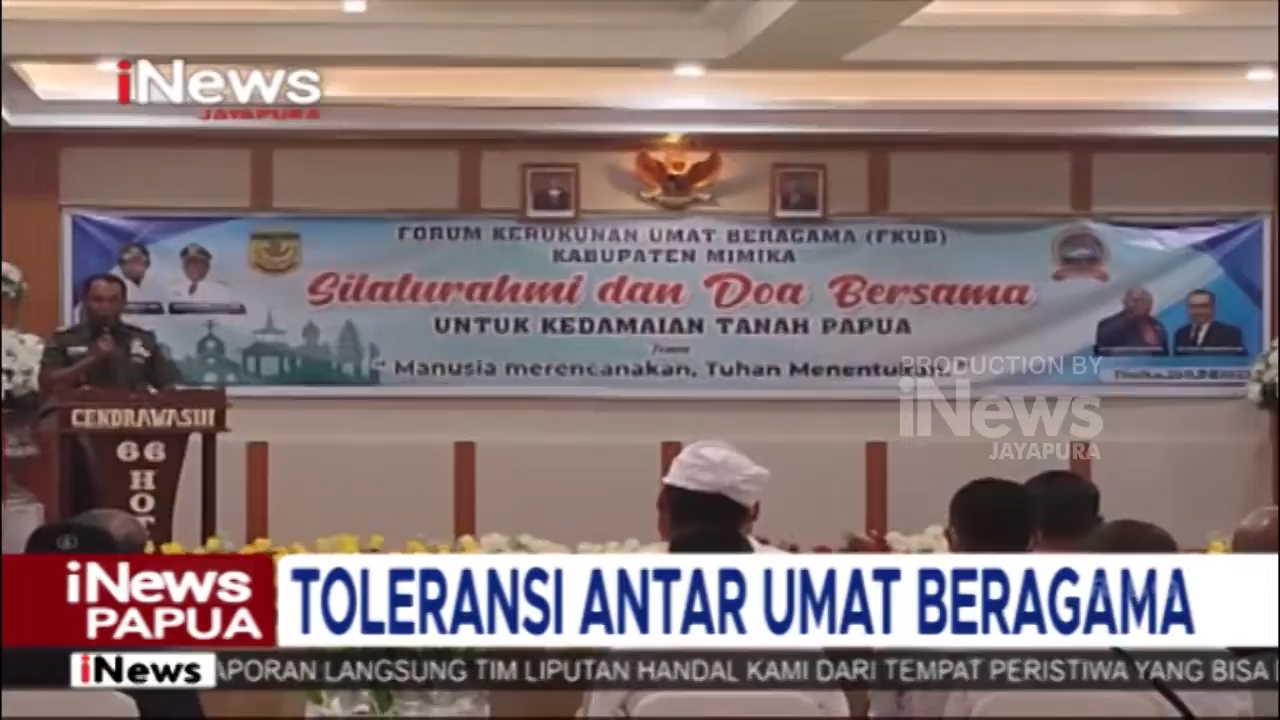 iNews
JAYAPURA
FORUM KERUKUNAN UMAT BERAGAMA (FKUB)
KABUPATEN MIMIKA
Silaturahmi dan Doa Bersama
UNTUK KEDAMAIAN TANAH PAPUA
" Manusia merencanakan, Tuhan Menentukan
PRODUCTION BY
iNews
JAYAPURA
CENDRAWASIH
66
HOT
iNews
PAPUA
TOLERANSI ANTAR UMAT BERAGAMA
iNews
APORAN LANGSUNG TIM LIPUTAN HANDAL KAMI DARI TEMPAT PERISTIWA YANG BISA